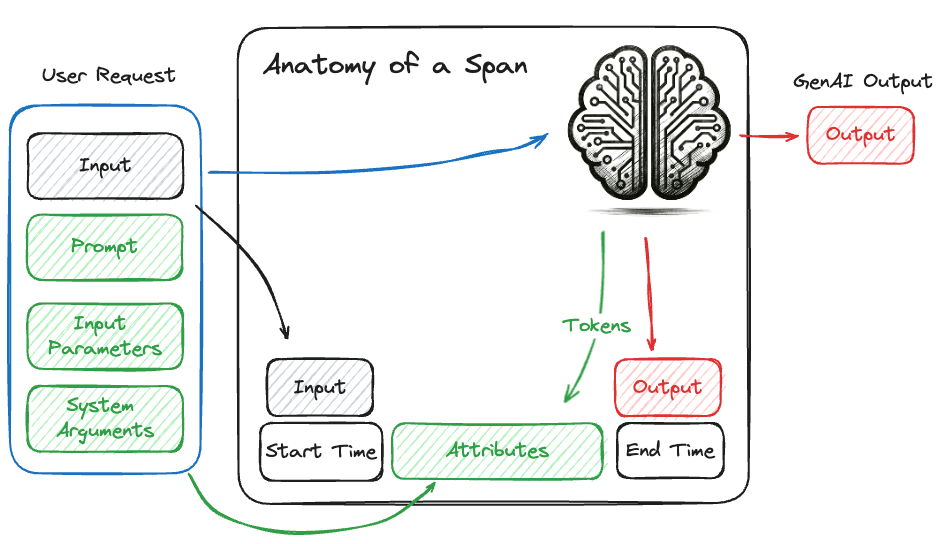 User Request
Input
Prompt
Input
Parameters
System
Arguments
Anatomy of a Span
GenAI Output
Output
Tokens
Input
Start Time
Attributes
Output
End Time